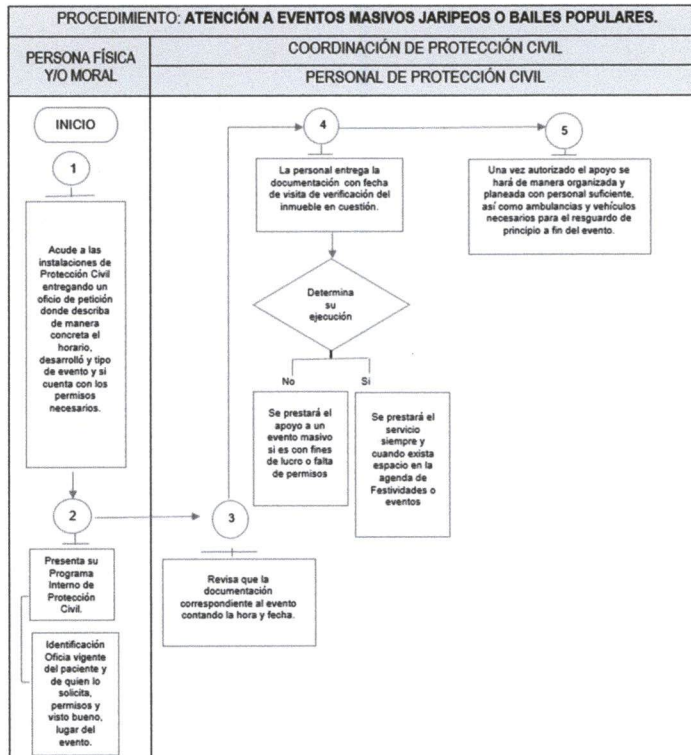 PROCEDIMIENTO: ATENCIÓN A EVENTOS MASIVOS JARIPEOS O BAILES POPULARES.
PERSONA FÍSICA
Y/O MORAL
COORDINACIÓN DE PROTECCIÓN CIVIL
PERSONAL DE PROTECCIÓN CIVIL
INICIO
1
Acude a las
instalaciones de
Protección Civil
entregando un
oficio de petición
donde describa
de manera
concreta el
horario,
desarrolló y tipo
de evento y si
cuenta con los
permisos
necesarios.
2
Presenta su
Programa
Interno de
Protección
Civil.
Identificación
Oficia vigente
del paciente y
de quien lo
solicita,
permisos y
visto bueno,
lugar del
evento.
3
Revisa que la
documentación
correspondiente al evento
contando la hora y fecha.
4
La personal entrega la
documentación con fecha
de visita de verificación del
inmueble en cuestión.
Determina
su
ejecución
No
Si
Se prestará el
apoyo a un
evento masivo
si es con fines
de lucro o falta
de permisos
Se prestará el
servicio
siempre y
cuando exista
espacio en la
agenda de
Festividades o
eventos
5
Una vez autorizado el apoyo se
hará de manera organizada y
planeada con personal suficiente,
así como ambulancias y vehículos
necesarios para el resguardo de
principio a fin del evento.